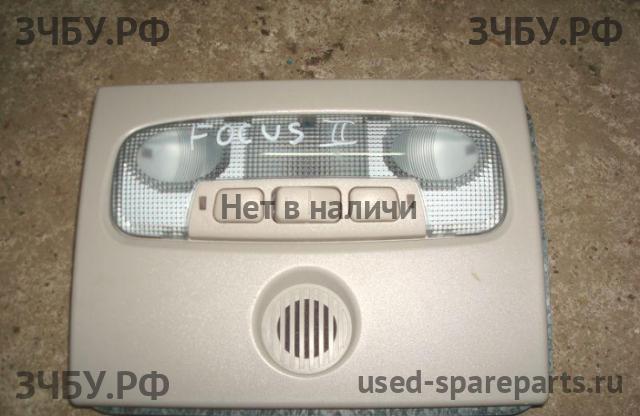 ЗЧБУ.РФ
ЗЧБУ.РФ
FOCUS II
Нет в наличи
ЗЧБУ.РФ
used-spareparts.ru